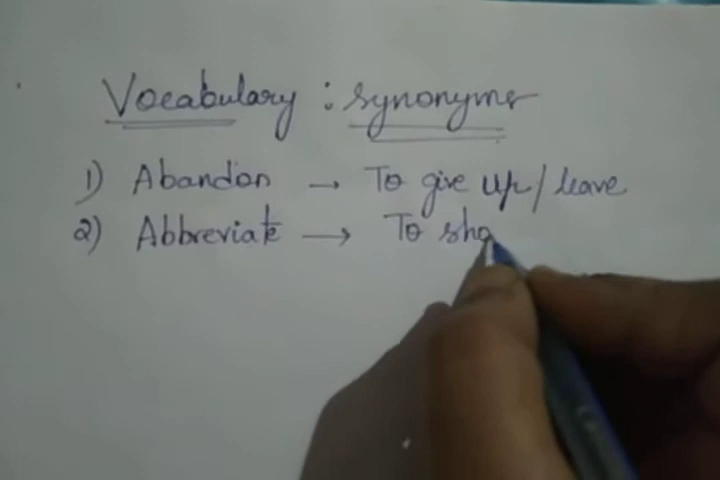 Vocabulary : synonyms
1) Abandon → To give up/leave
2) Abbreviate → To sho